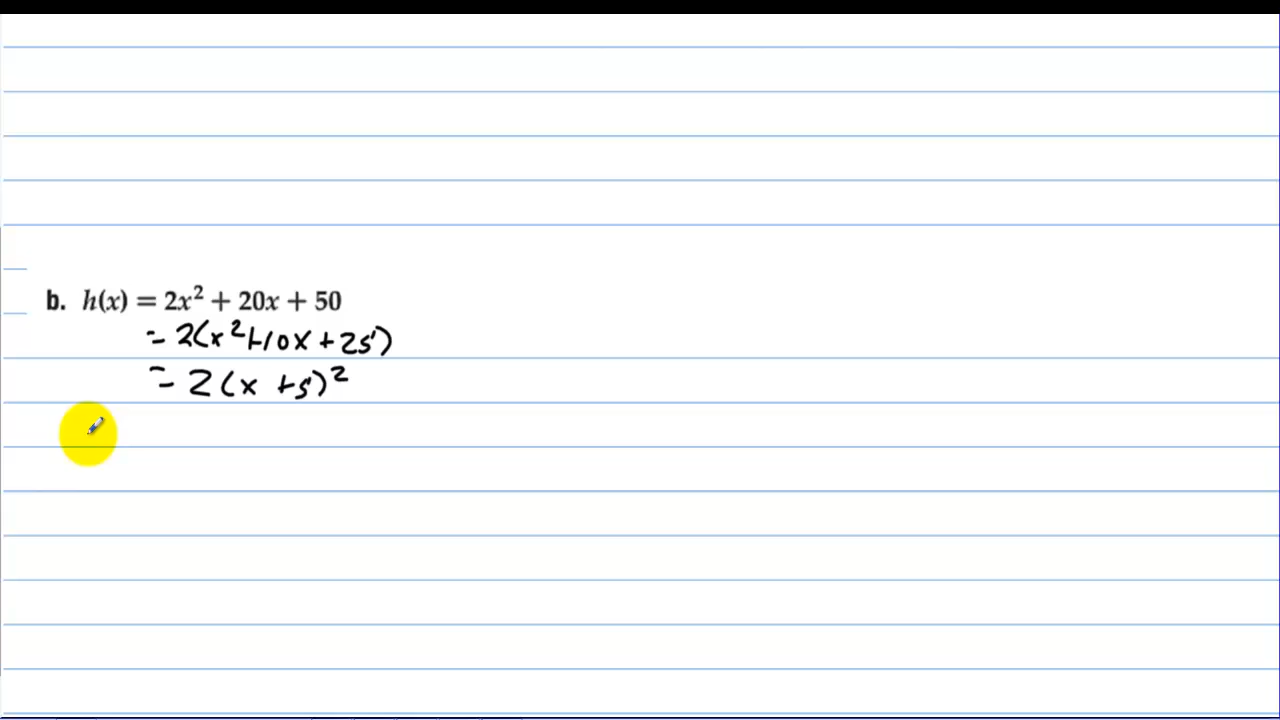 b. h(x) = 2x² + 20x + 50
= 2(x² + 10x + 25)
= 2(x + 5)²